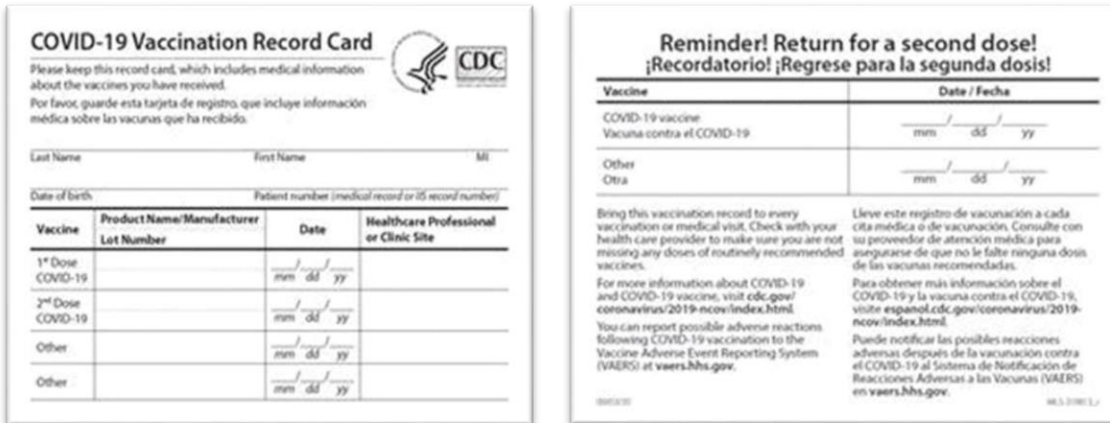 COVID-19 Vaccination Record Card
CDC
Please keep this record card, which includes medical information
about the vaccines you have received.
Por favor, guarde esta tarjeta de registro, que incluye información
médica sobre las vacunas que ha recibido.
Last Name First Name MI
Date of birth Patient number (medical record or IIS record number)
Vaccine Product Name/Manufacturer Date Healthcare Professional
Lot Number or Clinic Site
1st Dose
COVID-19
mm dd yy
2nd Dose
COVID-19
mm dd yy
Other
mm dd yy
Other
mm dd yy
Reminder! Return for a second dose!
¡Recordatorio! ¡Regrese para la segunda dosis!
Vaccine Date / Fecha
COVID-19 vaccine
Vacuna contra el COVID-19
mm dd yy
Other
Otra
mm dd yy
Bring this vaccination record to every
vaccination or medical visit. Check with your
health care provider to make sure you are not
missing any doses of routinely recommended
vaccines.
For more information about COVID-19
and COVID-19 vaccine, visit cdc.gov/
coronavirus/2019-ncov/index.html.
You can report possible adverse reactions
following COVID-19 vaccination to the
Vaccine Adverse Event Reporting System
(VAERS) at vaers.hhs.gov.
Lleve este registro de vacunación a cada
cita médica o de vacunación. Consulte con
su proveedor de atención médica para
asegurarse de que no le falte ninguna dosis
de las vacunas recomendadas.
Para obtener más información sobre el
COVID-19 y la vacuna contra el COVID-19,
visite espanol.cdc.gov/coronavirus/2019-
ncov/index.html.
Puede notificar las posibles reacciones
adversas después de la vacunación contra
el COVID-19 al Sistema de Notificación de
Reacciones Adversas a las Vacunas (VAERS)
en vaers.hhs.gov.